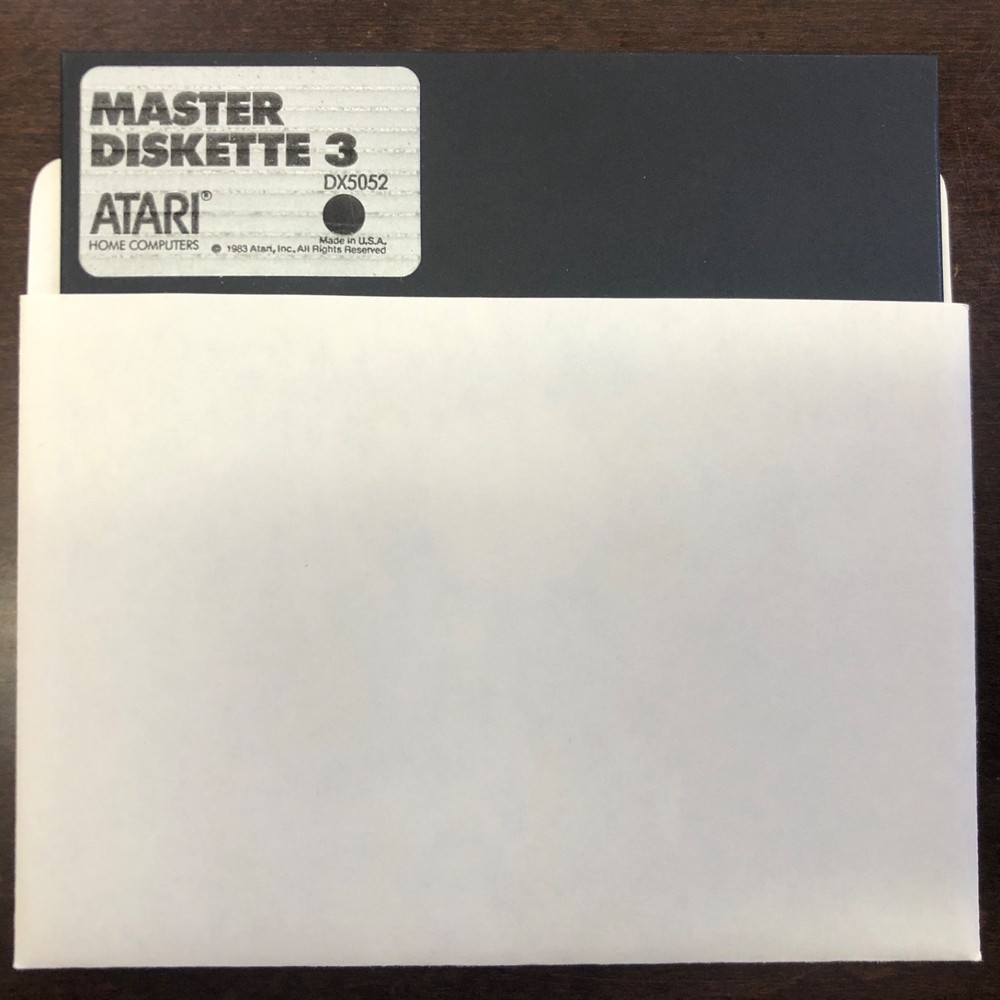 MASTER
DISKETTE 3
DX5052
ATARI®
HOME COMPUTERS
Made in U.S.A.
© 1983 Atari, Inc. All Rights Reserved